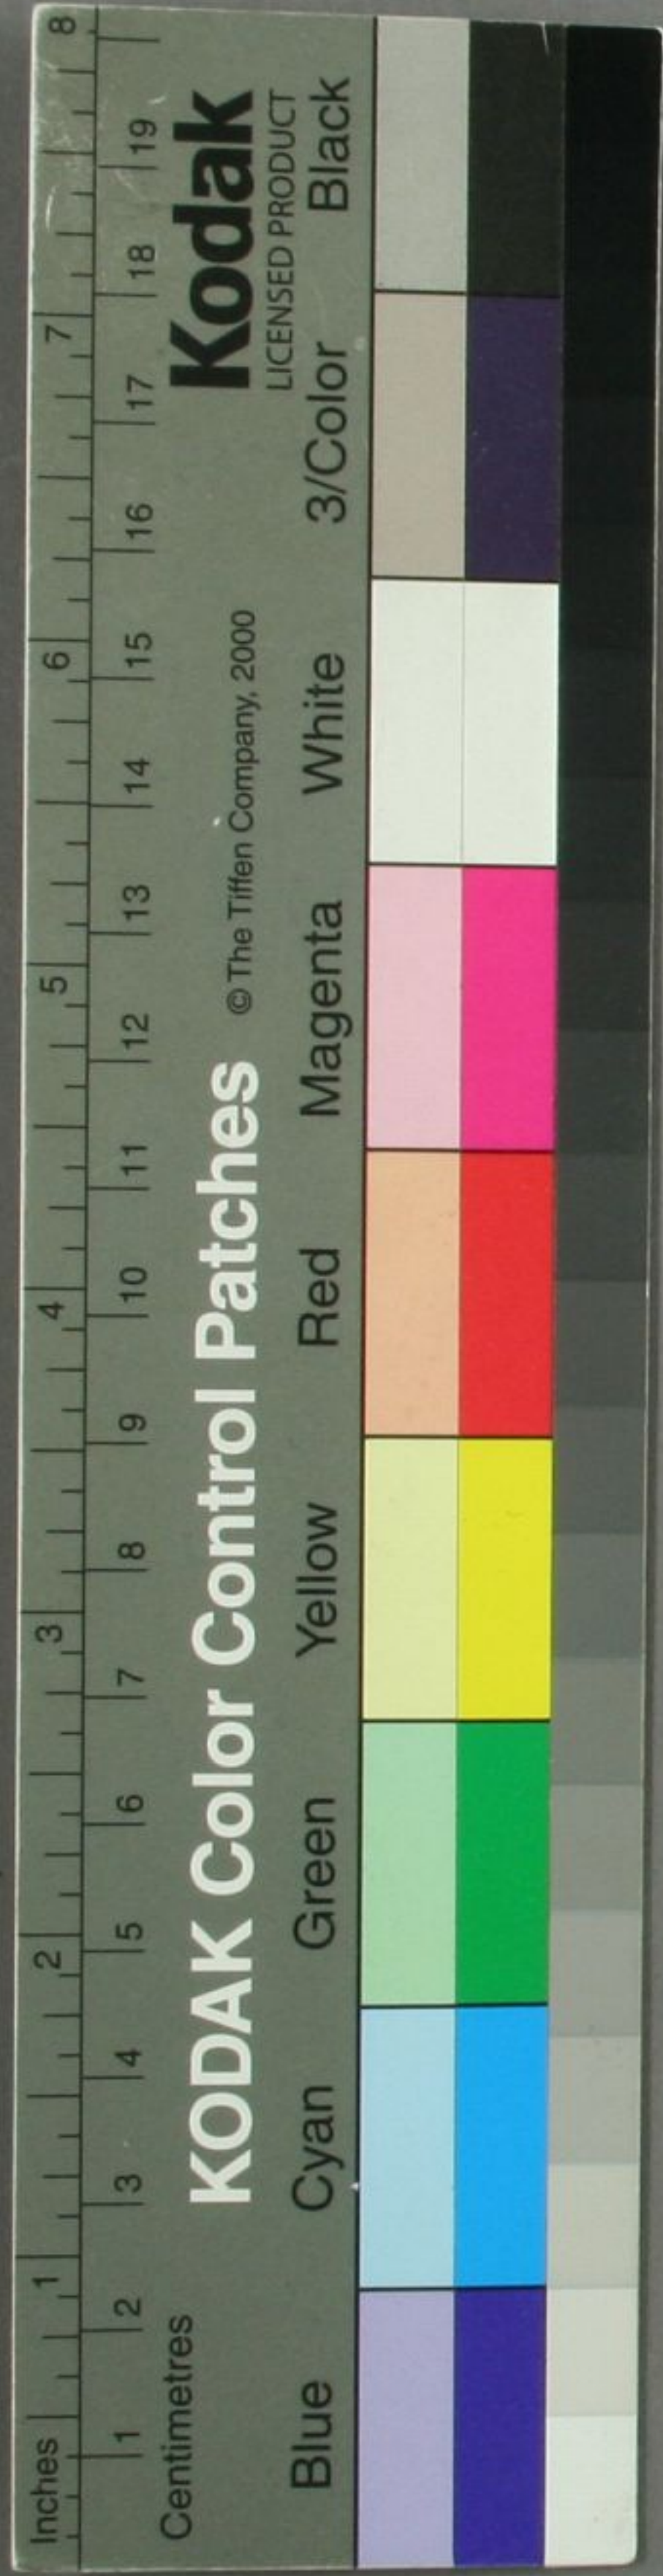 Inches 1 2 3 4 5 6 7 8
1 2 3 4 5 6 7 8 9 10 11 12 13 14 15 16 17 18 19
Centimetres
KODAK Color Control Patches © The Tiffen Company, 2000 Kodak
LICENSED PRODUCT
Blue Cyan Green Yellow Red Magenta White 3/Color Black